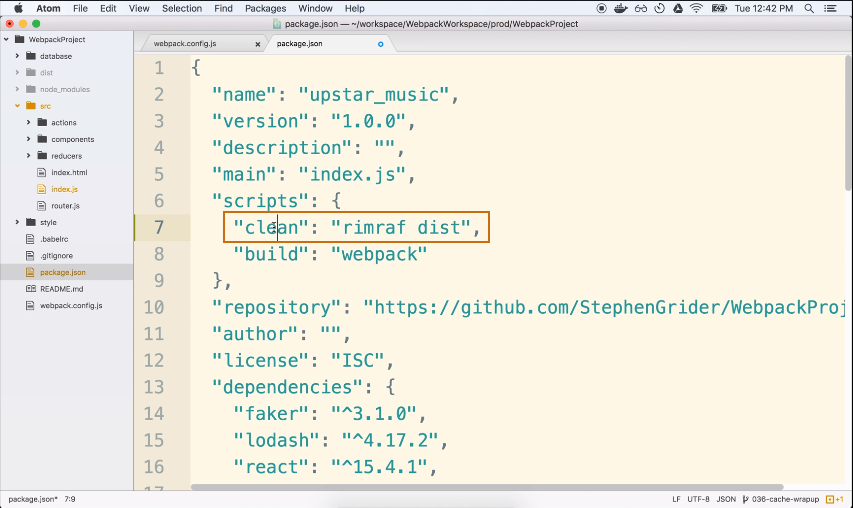 Atom File Edit View Selection Find Packages Window Help Tue 12:42 PM
package.json — ~/workspace/WebpackWorkspace/prod/WebpackProject
WebpackProject
database
dist
node_modules
src
actions
components
reducers
index.html
index.js
router.js
style
.babelrc
.gitignore
package.json
README.md
webpack.config.js
webpack.config.js package.json
1 {
2 "name": "upstar_music",
3 "version": "1.0.0",
4 "description": "",
5 "main": "index.js",
6 "scripts": {
7 "clean": "rimraf dist",
8 "build": "webpack"
9 },
10 "repository": "https://github.com/StephenGrider/WebpackProj
11 "author": "",
12 "license": "ISC",
13 "dependencies": {
14 "faker": "^3.1.0",
15 "lodash": "^4.17.2",
16 "react": "^15.4.1",
package.json* 7:9 LF UTF-8 JSON 036-cache-wrapup +1